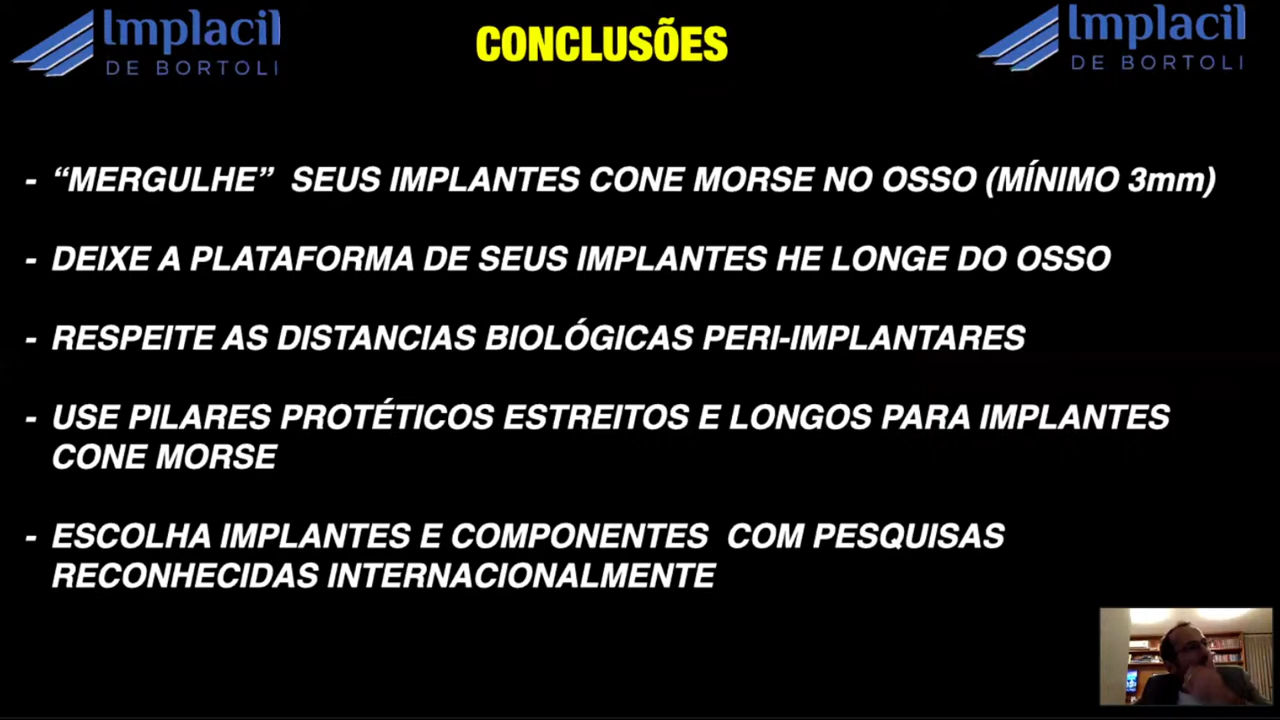 Implacil
DE BORTOLI
CONCLUSÕES
Implacil
DE BORTOLI
- “MERGULHE” SEUS IMPLANTES CONE MORSE NO OSSO (MÍNIMO 3mm)
- DEIXE A PLATAFORMA DE SEUS IMPLANTES HE LONGE DO OSSO
- RESPEITE AS DISTANCIAS BIOLÓGICAS PERI-IMPLANTARES
- USE PILARES PROTÉTICOS ESTREITOS E LONGOS PARA IMPLANTES
CONE MORSE
- ESCOLHA IMPLANTES E COMPONENTES COM PESQUISAS
RECONHECIDAS INTERNACIONALMENTE